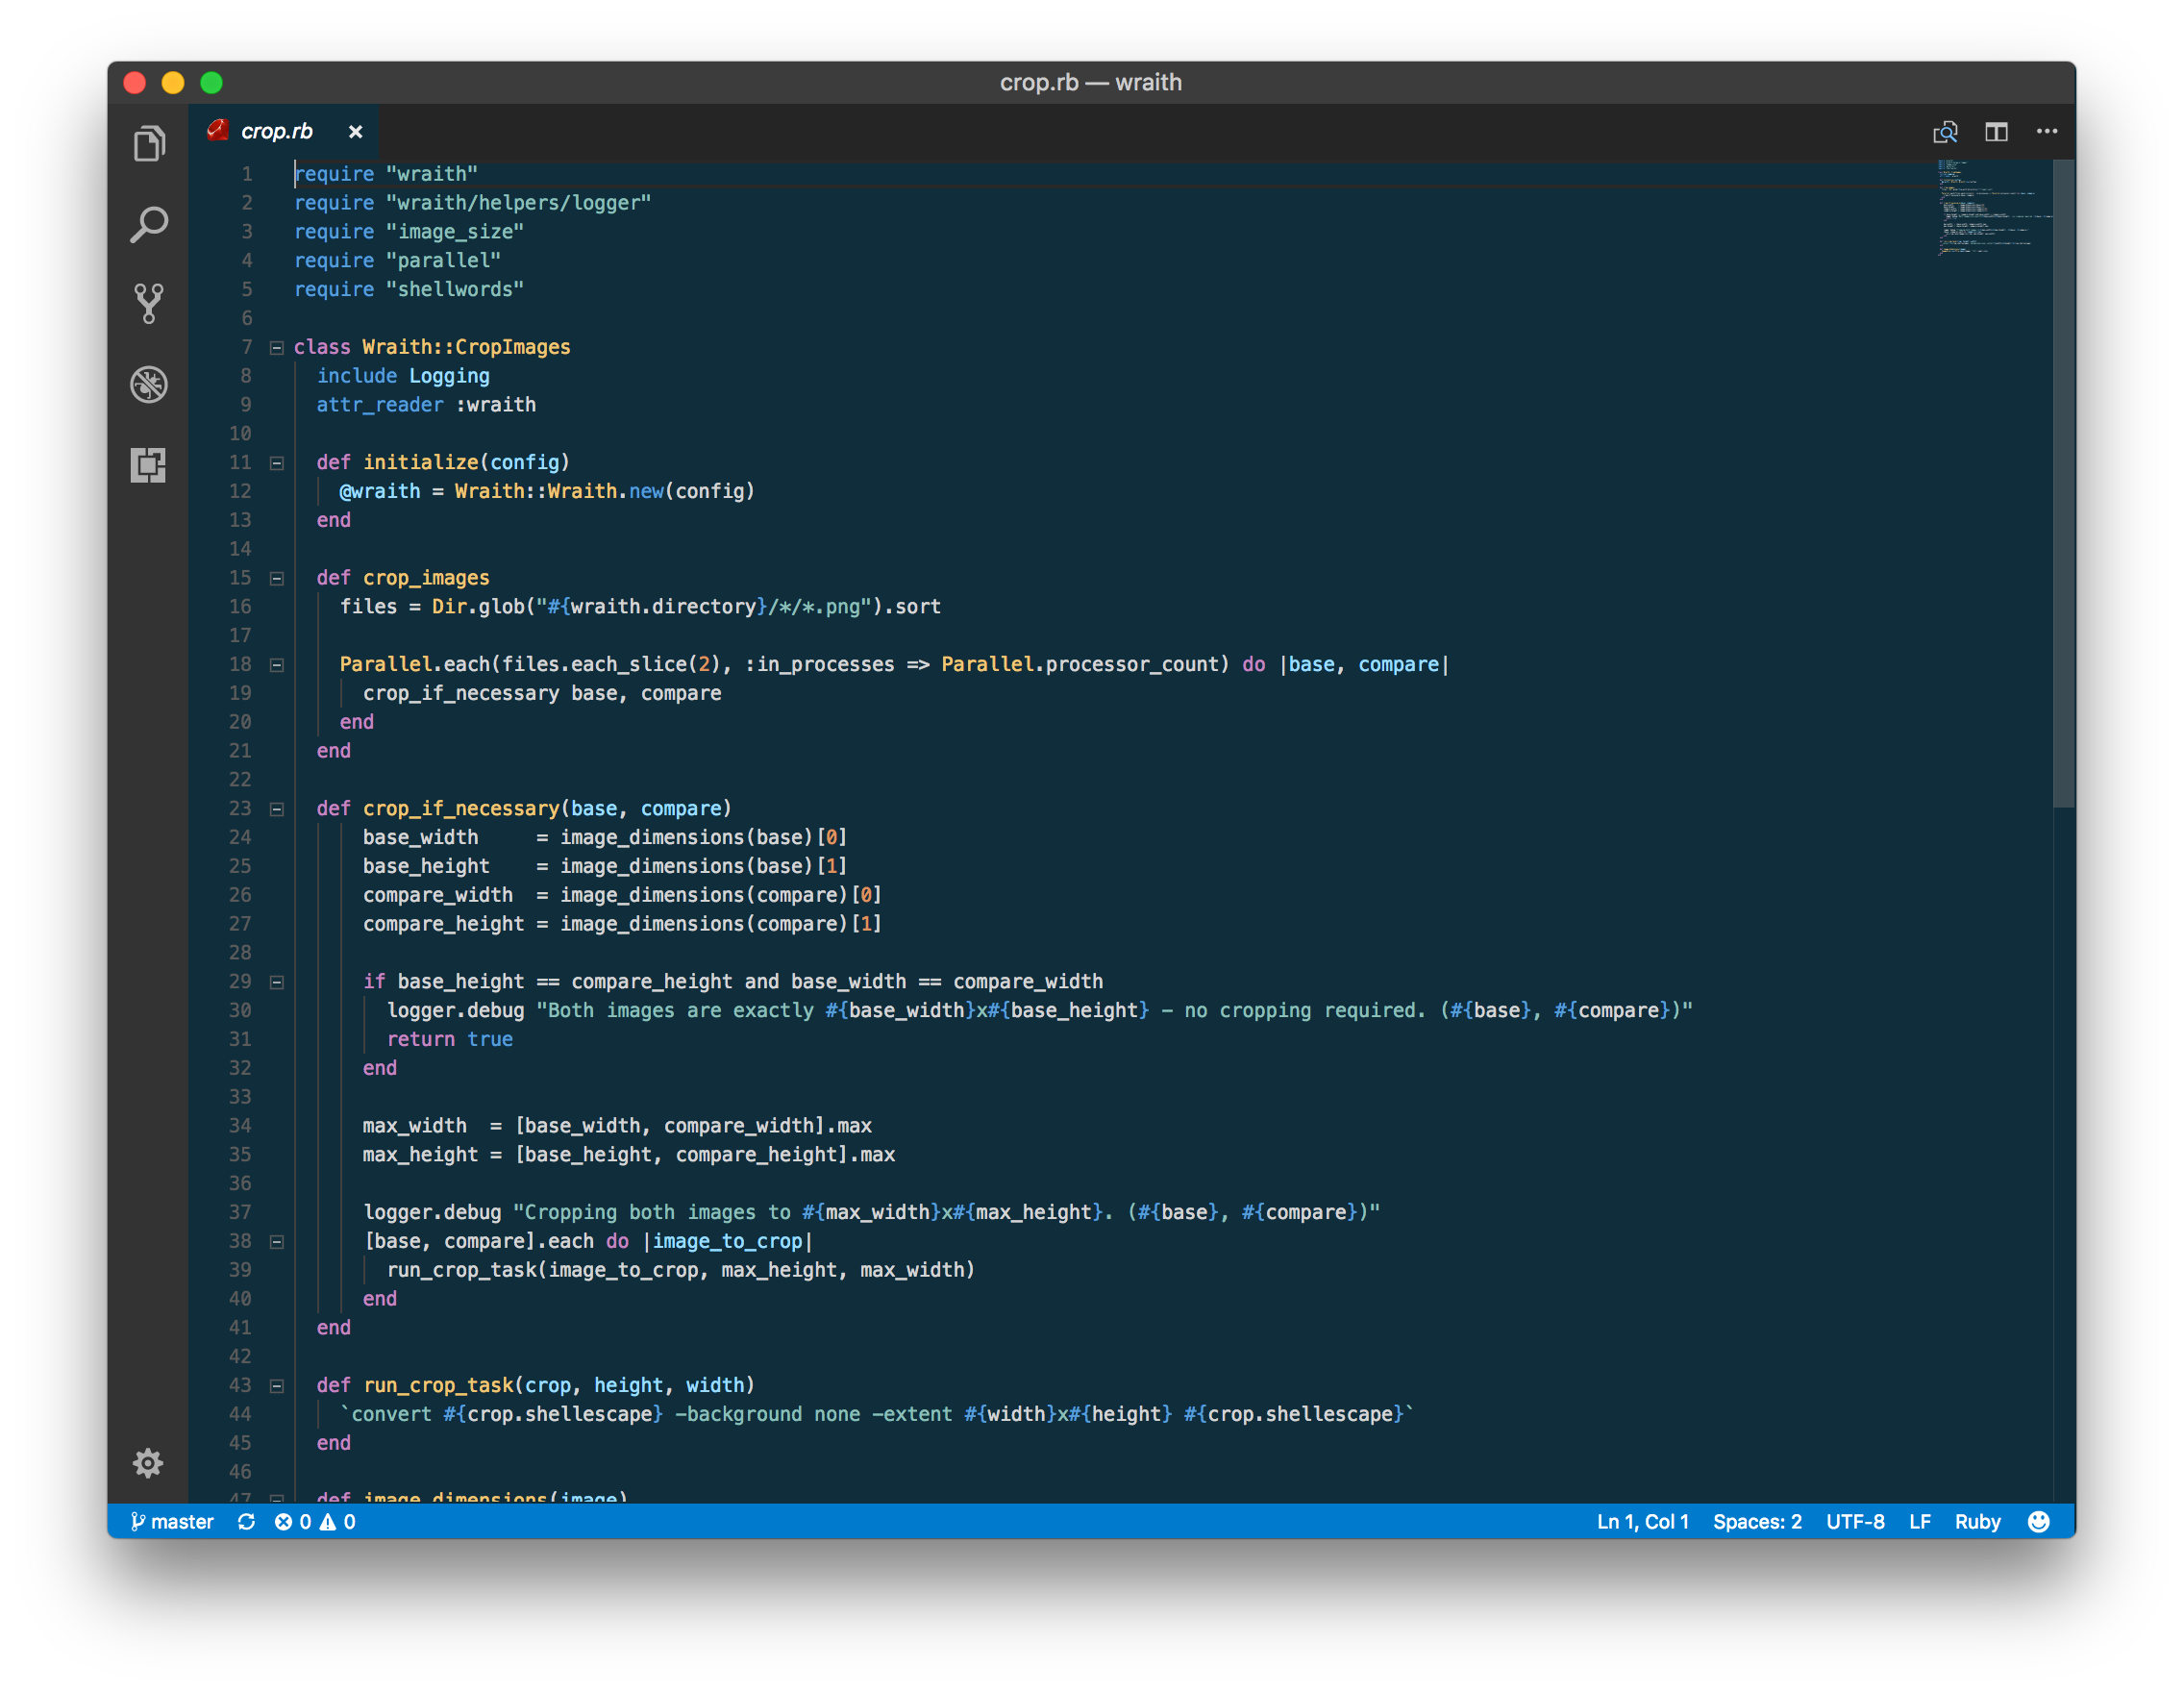 crop.rb — wraith
crop.rb
1 require "wraith"
2 require "wraith/helpers/logger"
3 require "image_size"
4 require "parallel"
5 require "shellwords"
6
7 class Wraith::CropImages
8   include Logging
9   attr_reader :wraith
10
11   def initialize(config)
12     @wraith = Wraith::Wraith.new(config)
13   end
14
15   def crop_images
16     files = Dir.glob("#{wraith.directory}/*/*.png").sort
17
18     Parallel.each(files.each_slice(2), :in_processes => Parallel.processor_count) do |base, compare|
19       crop_if_necessary base, compare
20     end
21   end
22
23   def crop_if_necessary(base, compare)
24       base_width     = image_dimensions(base)[0]
25       base_height    = image_dimensions(base)[1]
26       compare_width  = image_dimensions(compare)[0]
27       compare_height = image_dimensions(compare)[1]
28
29       if base_height == compare_height and base_width == compare_width
30         logger.debug "Both images are exactly #{base_width}x#{base_height} - no cropping required. (#{base}, #{compare})"
31         return true
32       end
33
34       max_width  = [base_width, compare_width].max
35       max_height = [base_height, compare_height].max
36
37       logger.debug "Cropping both images to #{max_width}x#{max_height}. (#{base}, #{compare})"
38       [base, compare].each do |image_to_crop|
39         run_crop_task(image_to_crop, max_height, max_width)
40       end
41   end
42
43   def run_crop_task(crop, height, width)
44     `convert #{crop.shellescape} -background none -extent #{width}x#{height} #{crop.shellescape}`
45   end
46
47   def image_dimensions(image)
master 0 0 Ln 1, Col 1 Spaces: 2 UTF-8 LF Ruby